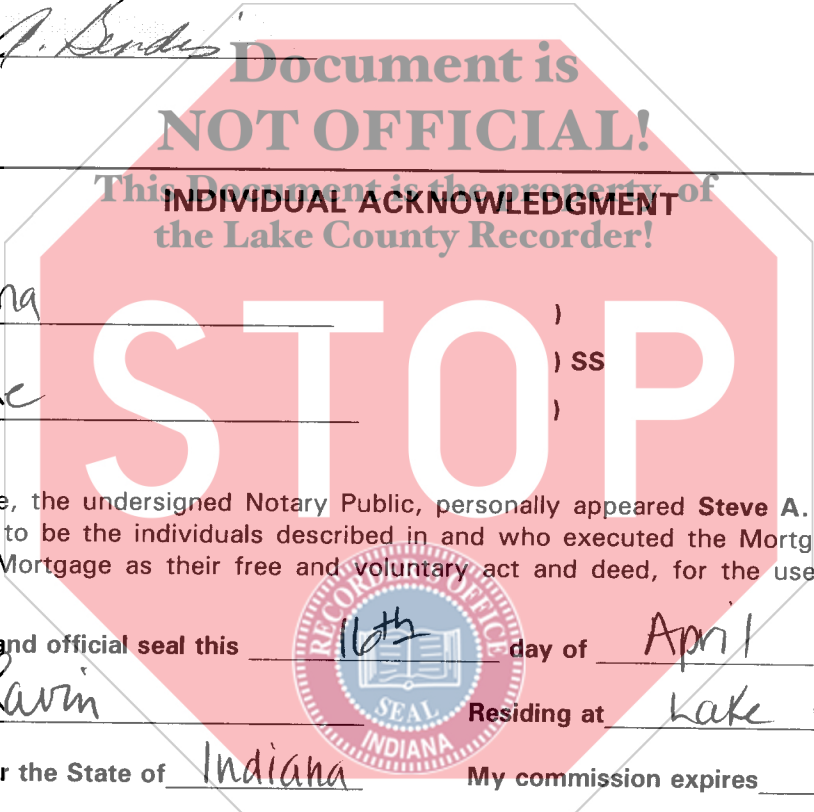 A. Bendis
Document is
NOT OFFICIAL!
This Document is the property of
INDIVIDUAL ACKNOWLEDGMENT
the Lake County Recorder!
na )
) SS
e )
STOP
e, the undersigned Notary Public, personally appeared Steve A.
to be the individuals described in and who executed the Mortg
Mortgage as their free and voluntary act and deed, for the use
and official seal this 16th day of April
avin Residing at Lake
r the State of Indiana My commission expires
RECORDER'S OFFICE
SEAL
INDIANA